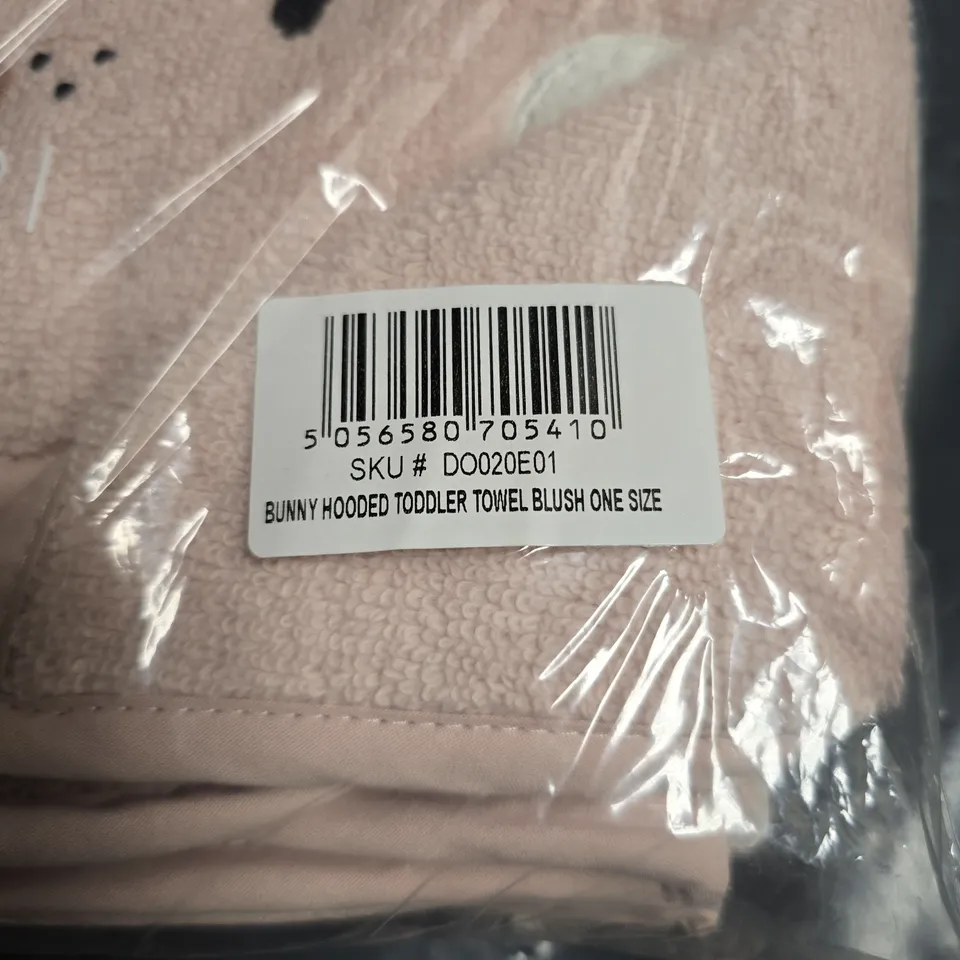 5 056580 705410
SKU # DO020E01
BUNNY HOODED TODDLER TOWEL BLUSH ONE SIZE